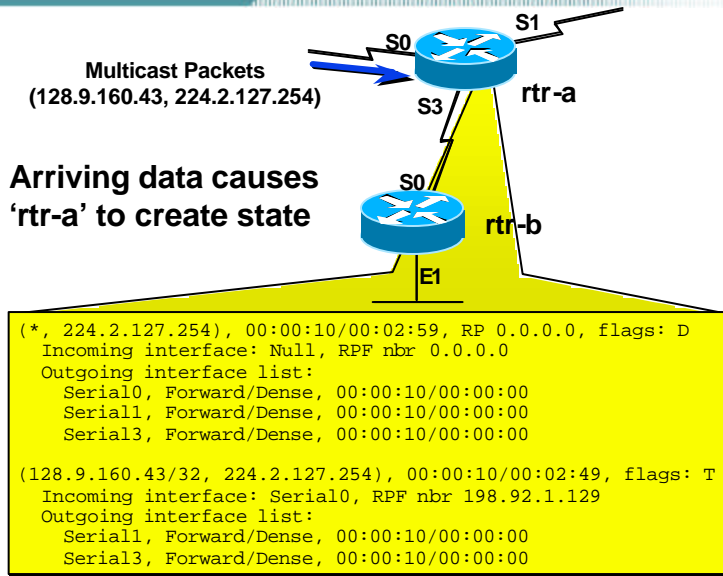 S1
S0
Multicast Packets
(128.9.160.43, 224.2.127.254)
rtr-a
S3
Arriving data causes
'rtr-a' to create state
S0
rtr-b
E1
(*, 224.2.127.254), 00:00:10/00:02:59, RP 0.0.0.0, flags: D
Incoming interface: Null, RPF nbr 0.0.0.0
Outgoing interface list:
Serial0, Forward/Dense, 00:00:10/00:00:00
Serial1, Forward/Dense, 00:00:10/00:00:00
Serial3, Forward/Dense, 00:00:10/00:00:00
(128.9.160.43/32, 224.2.127.254), 00:00:10/00:02:49, flags: T
Incoming interface: Serial0, RPF nbr 198.92.1.129
Outgoing interface list:
Serial1, Forward/Dense, 00:00:10/00:00:00
Serial3, Forward/Dense, 00:00:10/00:00:00